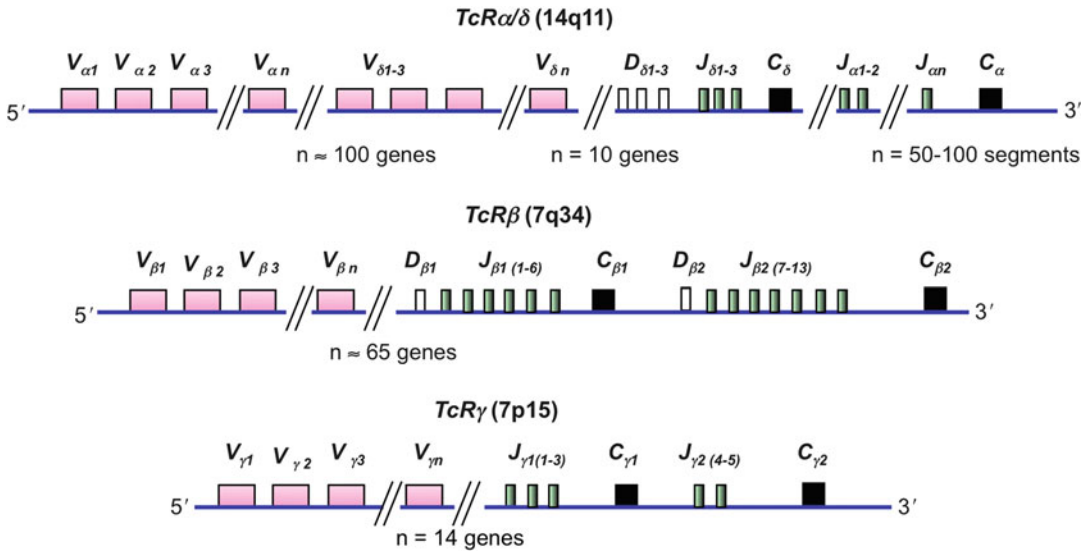 TcRα/δ (14q11)
Vα1 Vα2 Vα3 Vαn Vδ1-3 Vδn Dδ1-3 Jδ1-3 Cδ Jα1-2 Jαn Cα
5′ 3′
n ≈ 100 genes n = 10 genes n = 50-100 segments
TcRβ (7q34)
Vβ1 Vβ2 Vβ3 Vβn Dβ1 Jβ1 (1-6) Cβ1 Dβ2 Jβ2 (7-13) Cβ2
5′ 3′
n ≈ 65 genes
TcRγ (7p15)
Vγ1 Vγ2 Vγ3 Vγn Jγ1(1-3) Cγ1 Jγ2 (4-5) Cγ2
5′ 3′
n = 14 genes